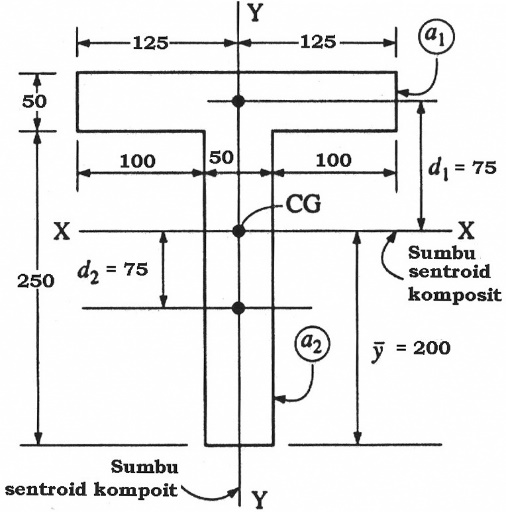 Y
125
125
a1
50
100
50
100
d1 = 75
CG
X
X
Sumbu
sentroid
komposit
250
d2 = 75
a2
ȳ = 200
Sumbu
sentroid kompoit
Y